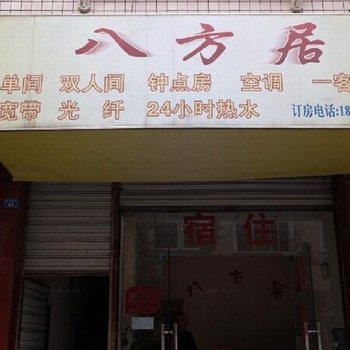 八方居
单间 双人间 钟点房 空调 一客
宽带 光纤 24小时热水 订房电话:18
住宿
八方居